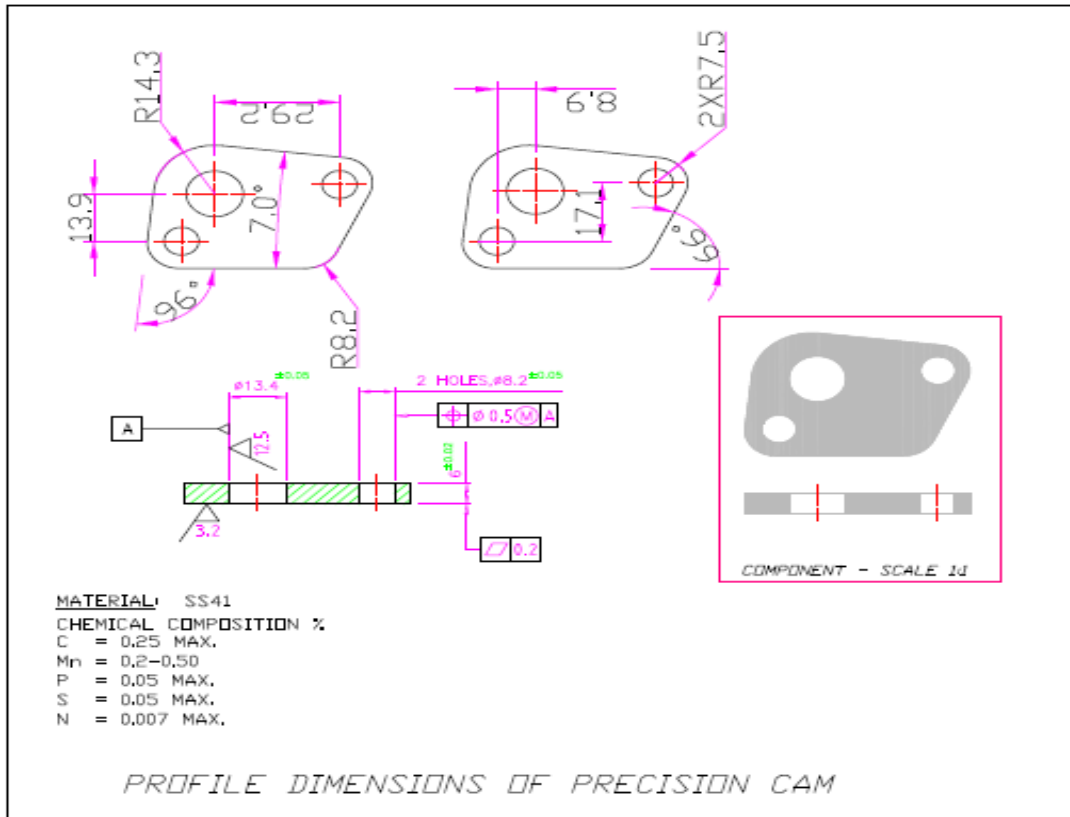 R14,3
29,2
13,9
7,0°
96°
R8,2
8,9
2XR7,5
17,1
66°
ø13.4 ±0.05
2 HOLES,ø8.2 ±0.05
A
12.5
ø 0.5 Ⓜ A
6 ±0.02
3.2
0.2
COMPONENT - SCALE 1:1
MATERIAL: SS41
CHEMICAL COMPOSITION %
C = 0.25 MAX.
Mn = 0.2-0.50
P = 0.05 MAX.
S = 0.05 MAX.
N = 0.007 MAX.
PROFILE DIMENSIONS OF PRECISION CAM